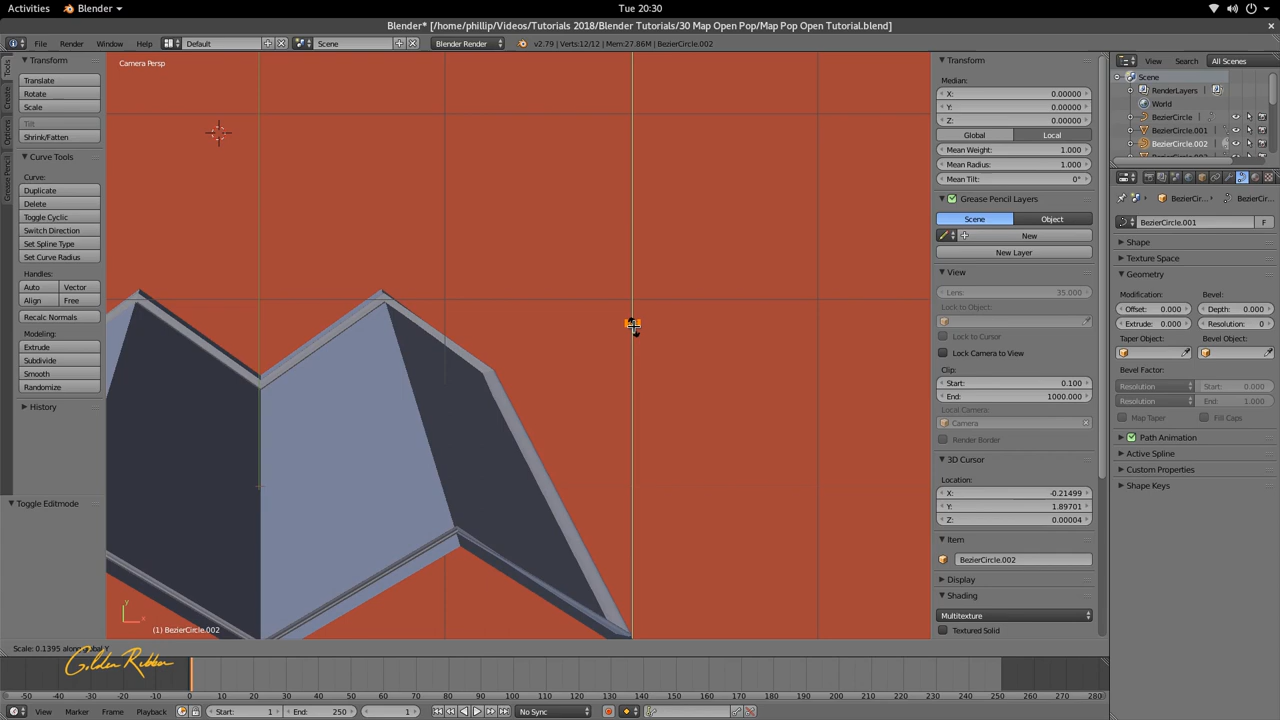 Activities Blender Tue 20:30
Blender* [/home/phillip/Videos/Tutorials 2018/Blender Tutorials/30 Map Open Pop/Map Pop Open Tutorial.blend]
File Render Window Help Default Scene Blender Render v2.79 | Verts:12/12 | Mem:27.86M | BezierCircle.002
Camera Persp
Tools
Create
Options
Grease Pencil
Transform
Translate
Rotate
Scale
Tilt
Shrink/Fatten
Curve Tools
Curve:
Duplicate
Delete
Toggle Cyclic
Switch Direction
Set Spline Type
Set Curve Radius
Handles:
Auto Vector
Align Free
Recalc Normals
Modeling:
Extrude
Subdivide
Smooth
Randomize
History
Toggle Editmode
y
x
(1) BezierCircle.002
Transform
Median:
X: 0.00000
Y: 0.00000
Z: 0.00000
Global Local
Mean Weight: 1.000
Mean Radius: 1.000
Mean Tilt: 0°
Grease Pencil Layers
Scene Object
New
New Layer
View
Lens: 35.000
Lock to Object:
Lock to Cursor
Lock Camera to View
Clip:
Start: 0.100
End: 1000.000
Local Camera:
Camera
Render Border
3D Cursor
Location:
X: -0.21499
Y: 1.89701
Z: 0.00004
Item
BezierCircle.002
Display
Shading
Multitexture
Textured Solid
View Search All Scenes
Scene
RenderLayers
World
BezierCircle
BezierCircle.001
BezierCircle.002
BezierCir... BezierCir...
BezierCircle.001 F
Shape
Texture Space
Geometry
Modification: Bevel:
Offset: 0.000 Depth: 0.000
Extrude: 0.000 Resolution: 0
Taper Object: Bevel Object:
Bevel Factor:
Resolution Start: 0.000
Resolution End: 1.000
Map Taper Fill Caps
Path Animation
Active Spline
Custom Properties
Shape Keys
Scale: 0.1395 along global Y
Golden Ribbon
-50 -40 -30 -20 -10 0 10 20 30 40 50 60 70 80 90 100 110 120 130 140 150 160 170 180 190 200 210 220 230 240 250 260 270 280
View Marker Frame Playback Start: 1 End: 250 1 No Sync